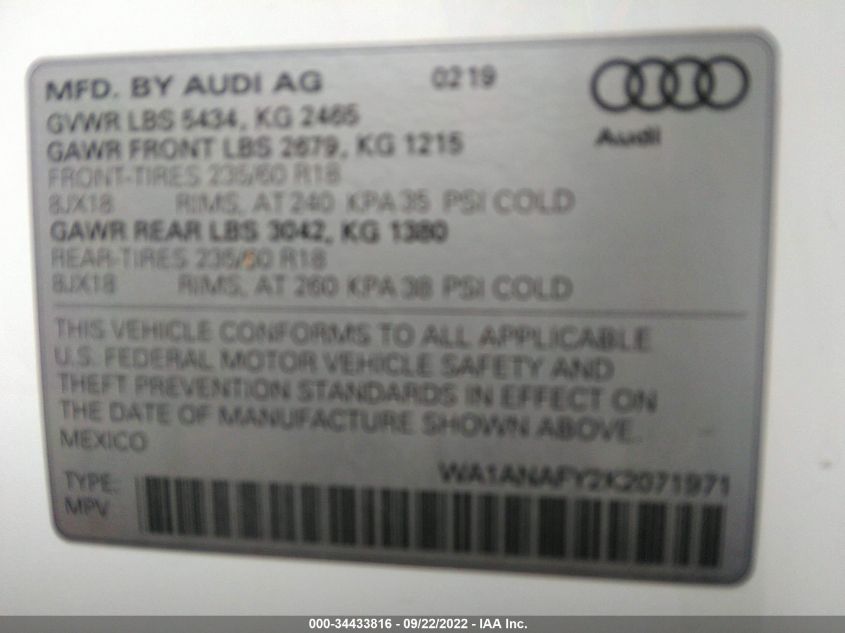 MFD. BY AUDI AG 0219
GVWR LBS 5434, KG 2465
GAWR FRONT LBS 2679, KG 1215
FRONT-TIRES 235/60 R18
8JX18 RIMS, AT 240 KPA 35 PSI COLD
Audi
GAWR REAR LBS 3042, KG 1380
REAR-TIRES 235/60 R18
8JX18 RIMS, AT 260 KPA 38 PSI COLD
THIS VEHICLE CONFORMS TO ALL APPLICABLE
U.S. FEDERAL MOTOR VEHICLE SAFETY AND
THEFT PREVENTION STANDARDS IN EFFECT ON
THE DATE OF MANUFACTURE SHOWN ABOVE.
MEXICO
WA1ANAFY2K2071971
TYPE:
MPV
000-34433816 - 09/22/2022 - IAA Inc.